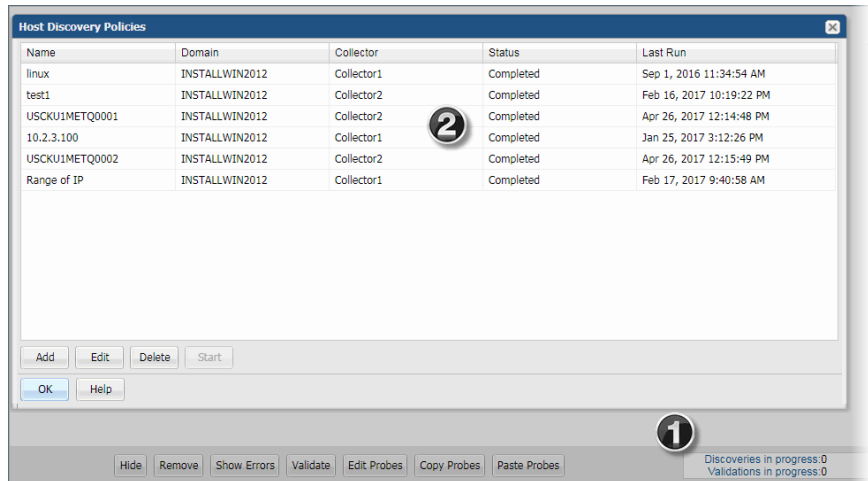 Host Discovery Policies
Name Domain Collector Status Last Run
linux INSTALLWIN2012 Collector1 Completed Sep 1, 2016 11:34:54 AM
test1 INSTALLWIN2012 Collector2 Completed Feb 16, 2017 10:19:22 PM
USCKU1METQ0001 INSTALLWIN2012 Collector2 Completed Apr 26, 2017 12:14:48 PM
2
10.2.3.100 INSTALLWIN2012 Collector1 Completed Jan 25, 2017 3:12:26 PM
USCKU1METQ0002 INSTALLWIN2012 Collector2 Completed Apr 26, 2017 12:15:49 PM
Range of IP INSTALLWIN2012 Collector1 Completed Feb 17, 2017 9:40:58 AM
Add Edit Delete Start
OK Help
1
Hide Remove Show Errors Validate Edit Probes Copy Probes Paste Probes
Discoveries in progress:0
Validations in progress:0